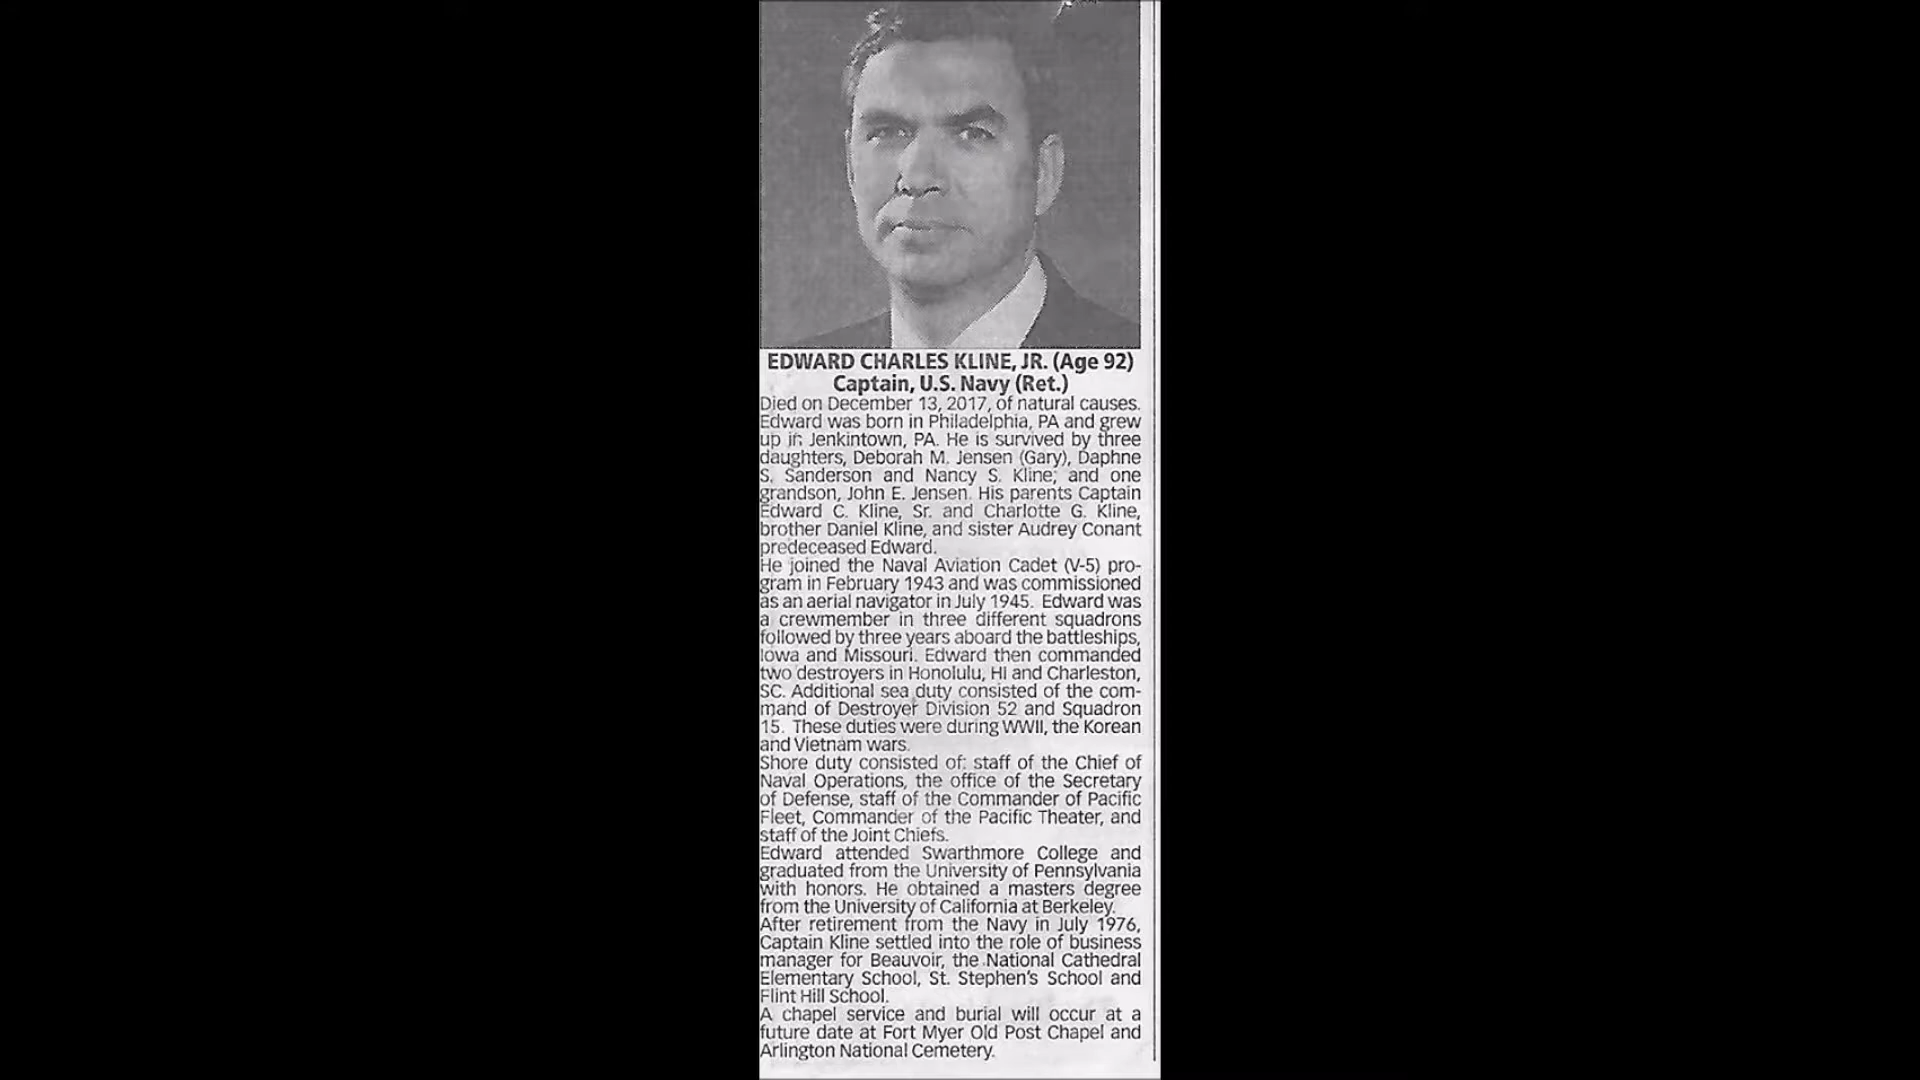 EDWARD CHARLES KLINE, JR. (Age 92)
Captain, U.S. Navy (Ret.)
Died on December 13, 2017, of natural causes.
Edward was born in Philadelphia, PA and grew
up in Jenkintown, PA. He is survived by three
daughters, Deborah M. Jensen (Gary), Daphne
S. Sanderson and Nancy S. Kline; and one
grandson, John E. Jensen. His parents Captain
Edward C. Kline, Sr. and Charlotte G. Kline,
brother Daniel Kline, and sister Audrey Conant
predeceased Edward.
He joined the Naval Aviation Cadet (V-5) pro-
gram in February 1943 and was commissioned
as an aerial navigator in July 1945. Edward was
a crewmember in three different squadrons
followed by three years aboard the battleships,
Iowa and Missouri. Edward then commanded
two destroyers in Honolulu, HI and Charleston,
SC. Additional sea duty consisted of the com-
mand of Destroyer Division 52 and Squadron
15. These duties were during WWII, the Korean
and Vietnam wars.
Shore duty consisted of: staff of the Chief of
Naval Operations, the office of the Secretary
of Defense, staff of the Commander of Pacific
Fleet, Commander of the Pacific Theater, and
staff of the Joint Chiefs.
Edward attended Swarthmore College and
graduated from the University of Pennsylvania
with honors. He obtained a masters degree
from the University of California at Berkeley.
After retirement from the Navy in July 1976,
Captain Kline settled into the role of business
manager for Beauvoir, the National Cathedral
Elementary School, St. Stephen's School and
Flint Hill School.
A chapel service and burial will occur at a
future date at Fort Myer Old Post Chapel and
Arlington National Cemetery.